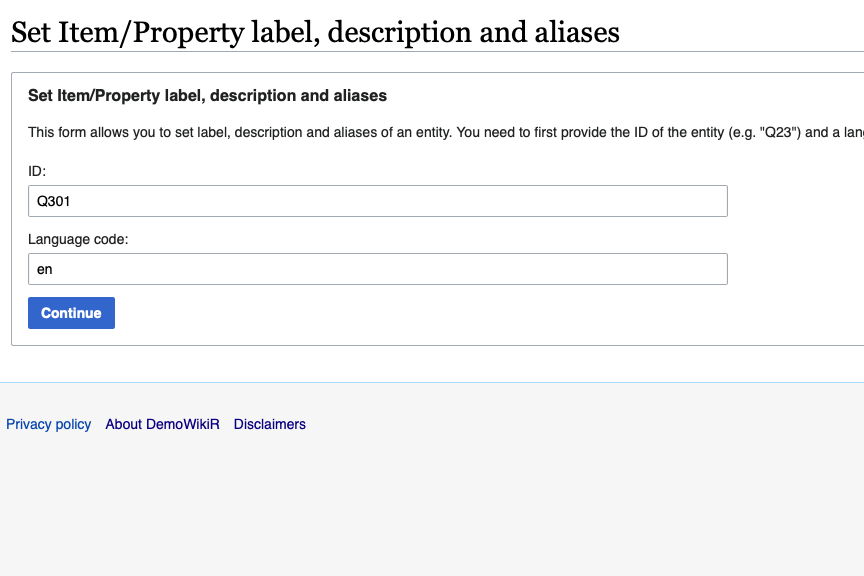 Set Item/Property label, description and aliases
Set Item/Property label, description and aliases
This form allows you to set label, description and aliases of an entity. You need to first provide the ID of the entity (e.g. "Q23") and a lan
ID:
Q301
Language code:
en
Continue
Privacy policy About DemoWikiR Disclaimers